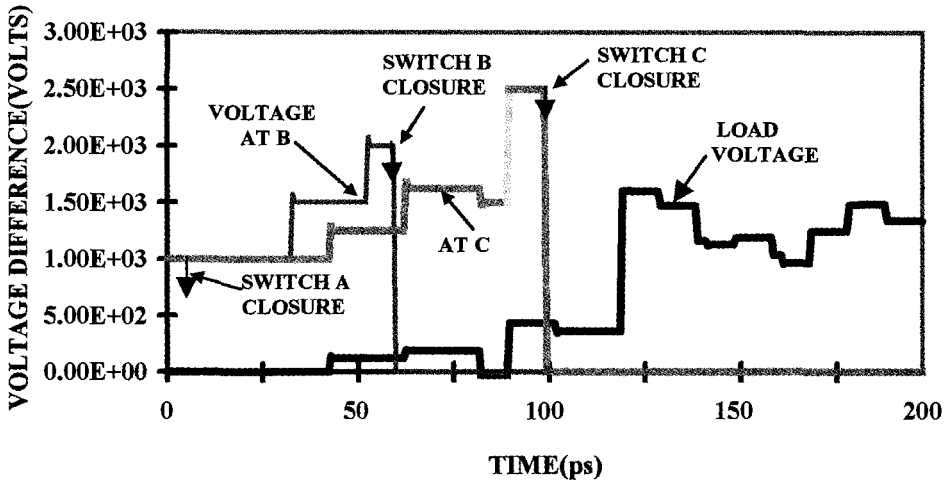 VOLTAGE DIFFERENCE(VOLTS)
3.00E+03
2.50E+03
2.00E+03
1.50E+03
1.00E+03
5.00E+02
0.00E+00
SWITCH B
CLOSURE
SWITCH C
CLOSURE
VOLTAGE
AT B
LOAD
VOLTAGE
AT C
SWITCH A
CLOSURE
0
50
100
150
200
TIME(ps)